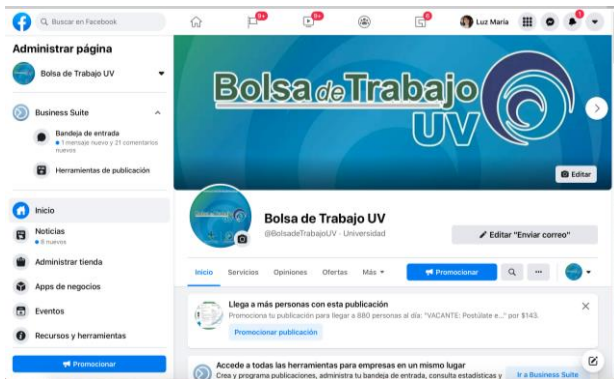 Buscar en Facebook
9+
9+
6
Luz Maria
1
Administrar página
Bolsa de Trabajo UV
Business Suite
Bandeja de entrada
1 mensaje nuevo y 21 comentarios
nuevos
Herramientas de publicación
Inicio
Noticias
8 nuevos
Administrar tienda
Apps de negocios
Eventos
Recursos y herramientas
Promocionar
Bolsa de Trabajo
UV
Editar
Bolsa de Trabajo UV
@BolsadeTrabajoUV · Universidad
Editar "Enviar correo"
Inicio
Servicios
Opiniones
Ofertas
Más
Promocionar
Llega a más personas con esta publicación
Promociona tu publicación para llegar a 880 personas al día: "VACANTE: Postúlate e..." por $143.
Promocionar publicación
Accede a todas las herramientas para empresas en un mismo lugar
Crea y programa publicaciones, administra tu bandeja de entrada, consulta estadísticas y
Ir a Business Suite